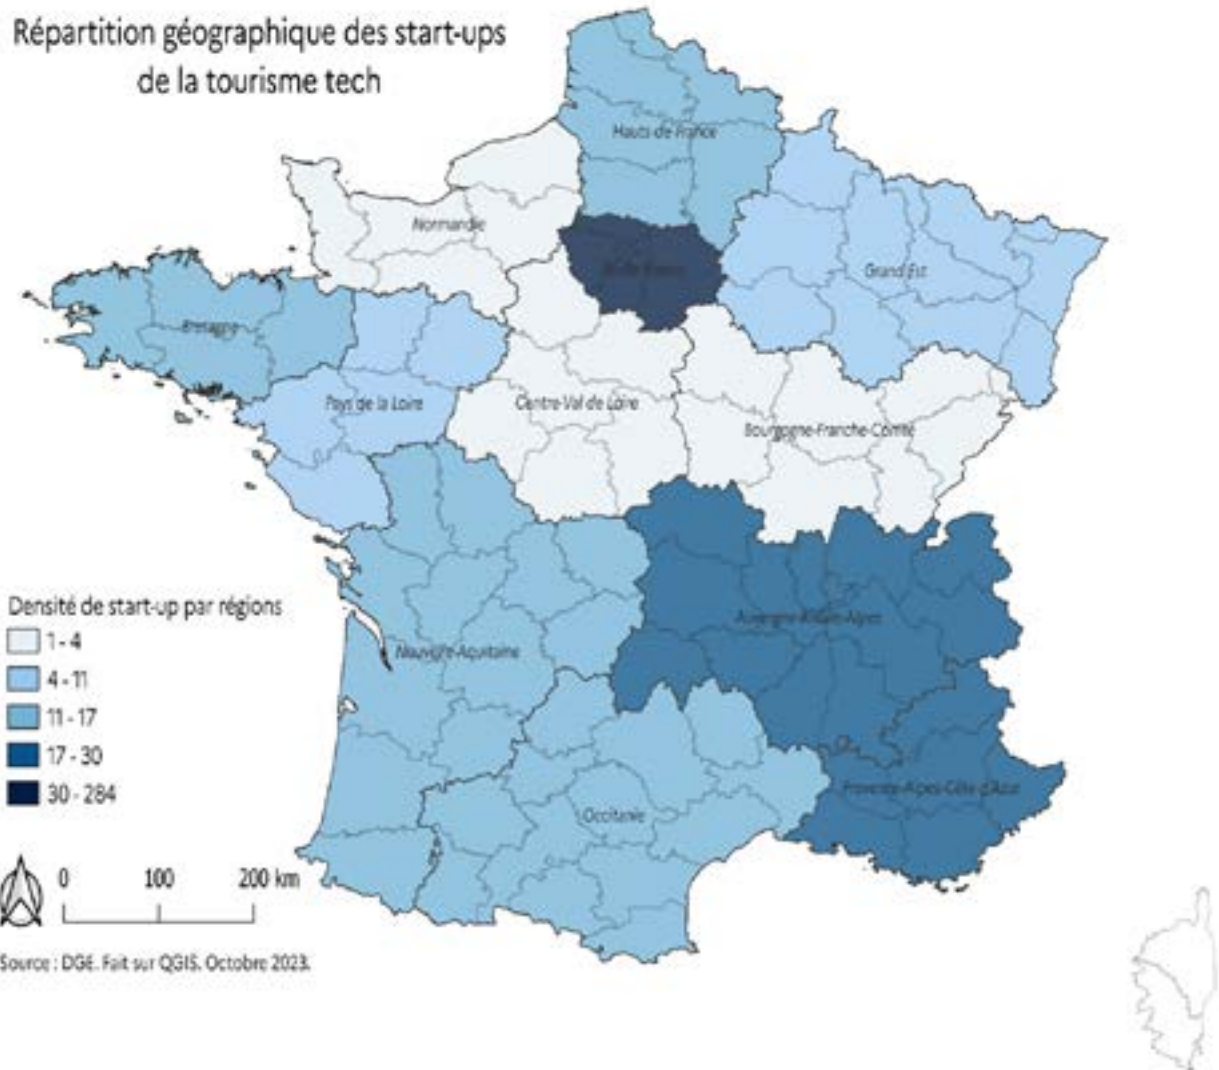 Répartition géographique des start-ups
de la tourisme tech
Hauts-de-France
Normandie
Île-de-France
Grand Est
Bretagne
Pays de la Loire
Centre-Val de Loire
Bourgogne-Franche-Comté
Densité de start-up par régions
1 - 4
4 - 11
11 - 17
17 - 30
30 - 284
Auvergne-Rhône-Alpes
Nouvelle-Aquitaine
Provence-Alpes-Côte d'Azur
Occitanie
0 100 200 km
Source : DGE. Fait sur QGIS. Octobre 2023.